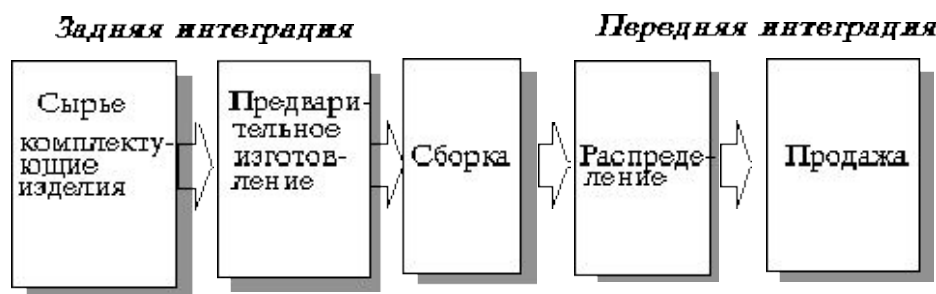 Задняя интеграция
Передняя интеграция
Сырье
комплекту-
ющие
изделия
Предвари-
тельное
изготов-
ление
Сборка
Распреде-
ление
Продажа